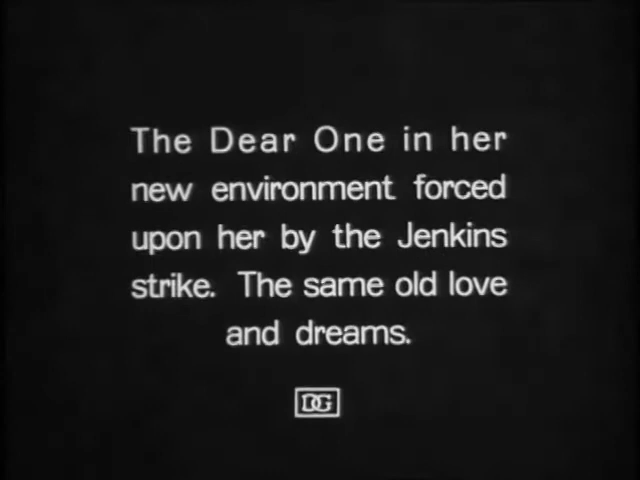 The Dear One in her
new environment forced
upon her by the Jenkins
strike. The same old love
and dreams.
DG